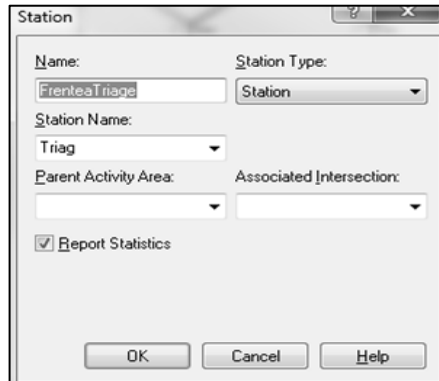 Station
Name: Station Type:
FrenteaTriage Station
Station Name:
Triag
Parent Activity Area: Associated Intersection:
Report Statistics
OK Cancel Help